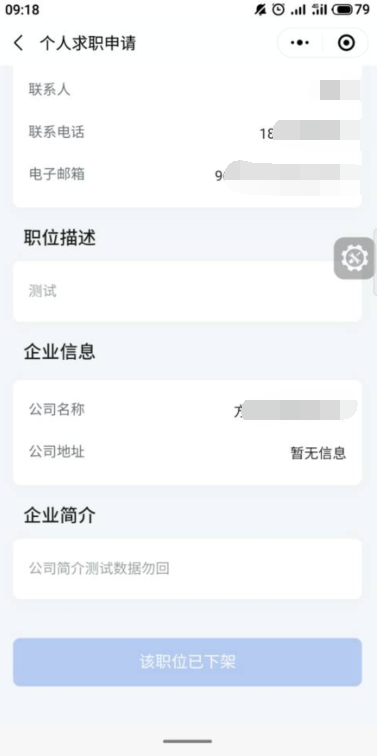 09:18
79
个人求职申请
联系人
联系电话 18
电子邮箱 9
职位描述
测试
企业信息
公司名称
公司地址 暂无信息
企业简介
公司简介测试数据勿回
该职位已下架